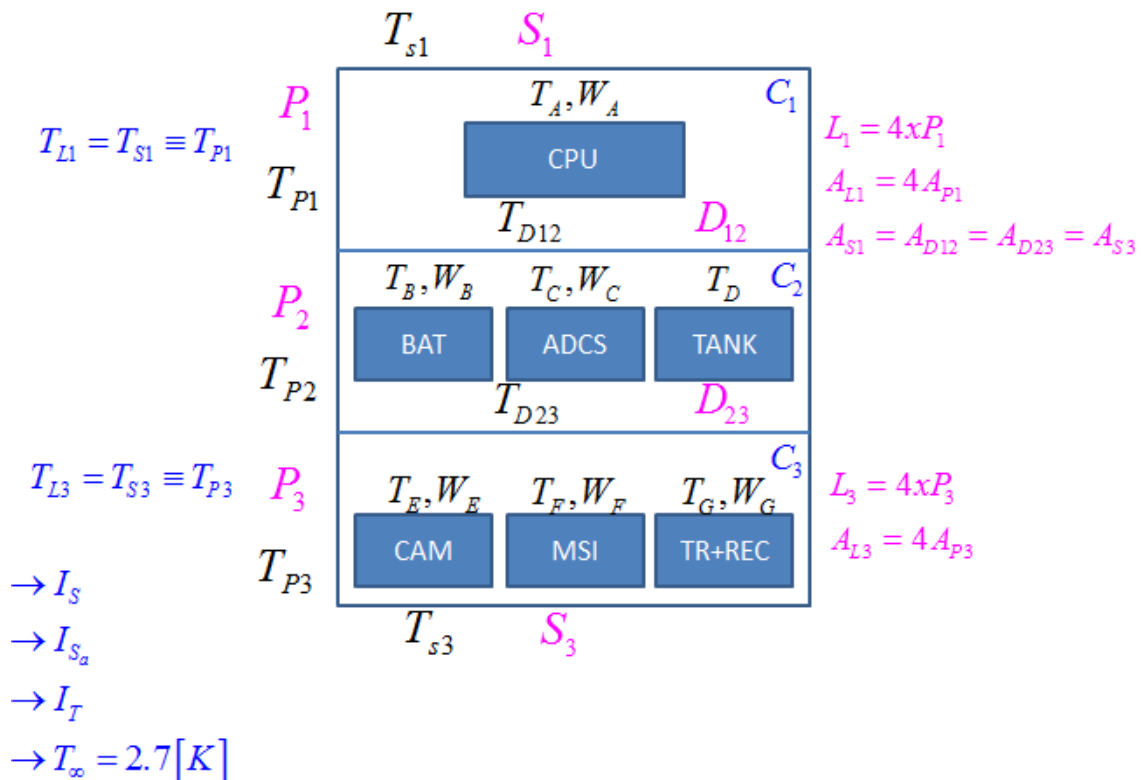 T_{s1} S_1
P_1 T_A, W_A C_1
T_{L1} = T_{S1} ≡ T_{P1} CPU L_1 = 4xP_1
T_{P1} A_{L1} = 4A_{P1}
T_{D12} D_{12} A_{S1} = A_{D12} = A_{D23} = A_{S3}
P_2 T_B, W_B T_C, W_C T_D C_2
BAT ADCS TANK
T_{P2} T_{D23} D_{23}
C_3
T_{L3} = T_{S3} ≡ T_{P3} P_3 T_E, W_E T_F, W_F T_G, W_G L_3 = 4xP_3
CAM MSI TR+REC A_{L3} = 4A_{P3}
T_{P3}
→ I_S
T_{s3} S_3
→ I_{S_a}
→ I_T
→ T_∞ = 2.7[K]